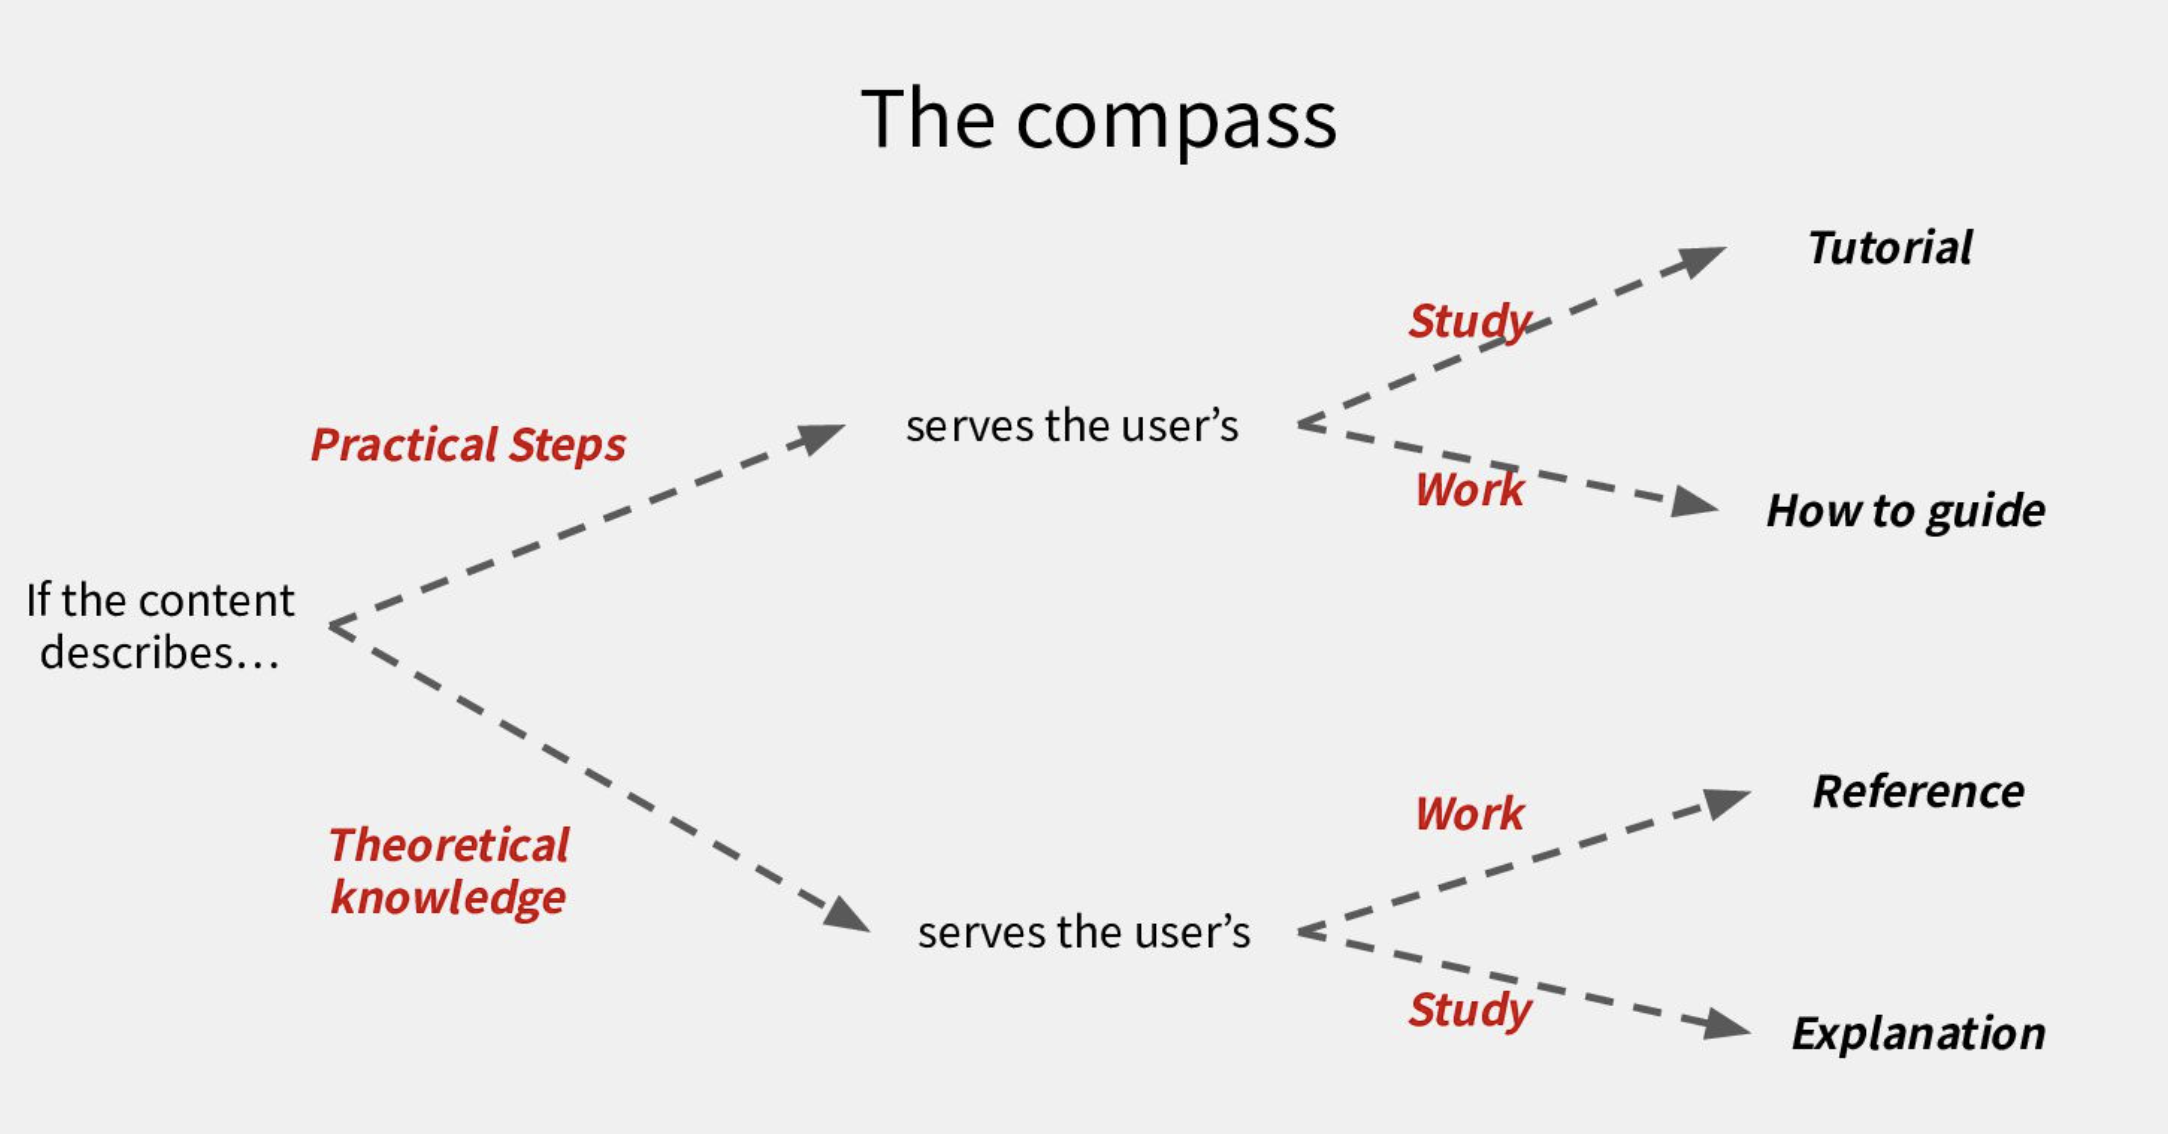 The compass
If the content
describes…
Practical Steps
serves the user’s
Study
Tutorial
Work
How to guide
Theoretical
knowledge
serves the user’s
Work
Reference
Study
Explanation